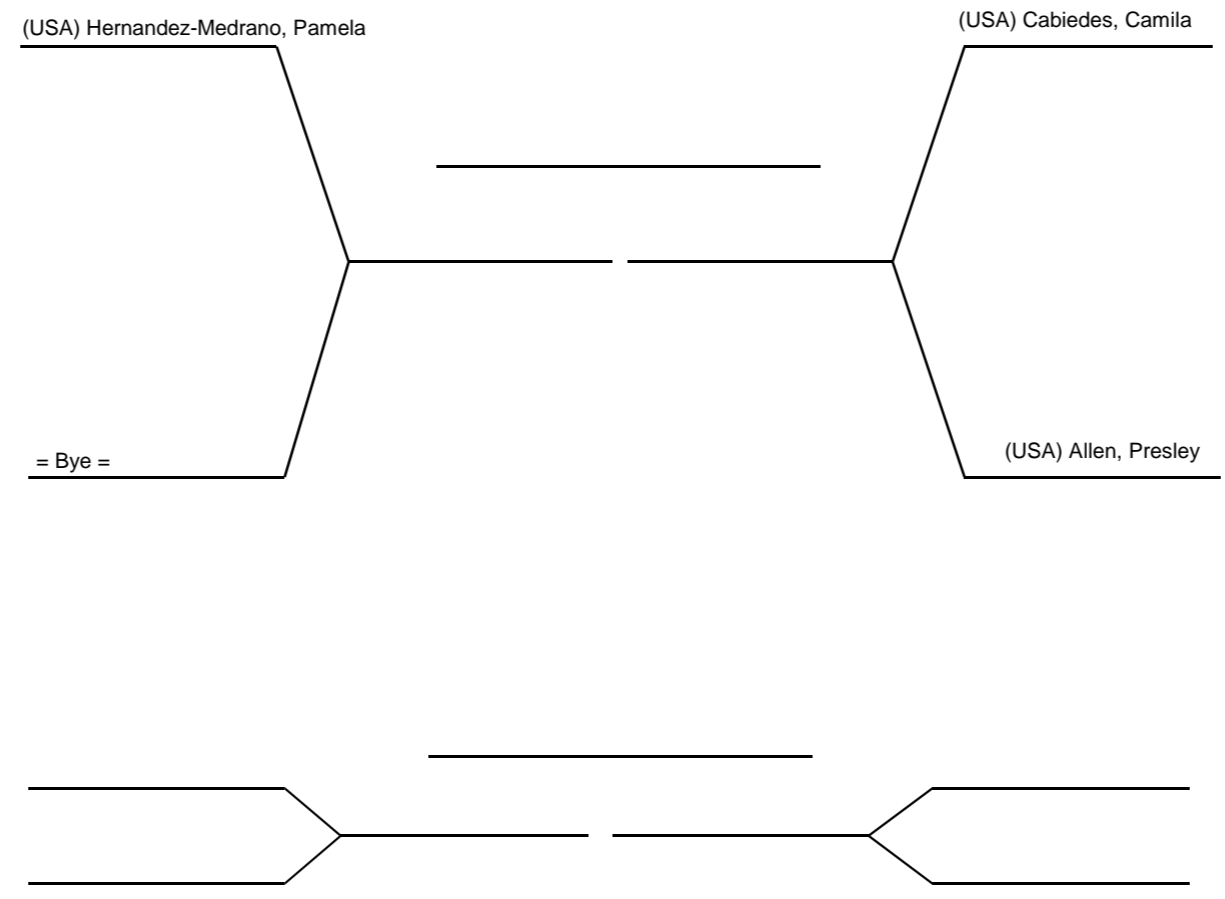 (USA) Hernandez-Medrano, Pamela
(USA) Cabiedes, Camila
= Bye =
(USA) Allen, Presley